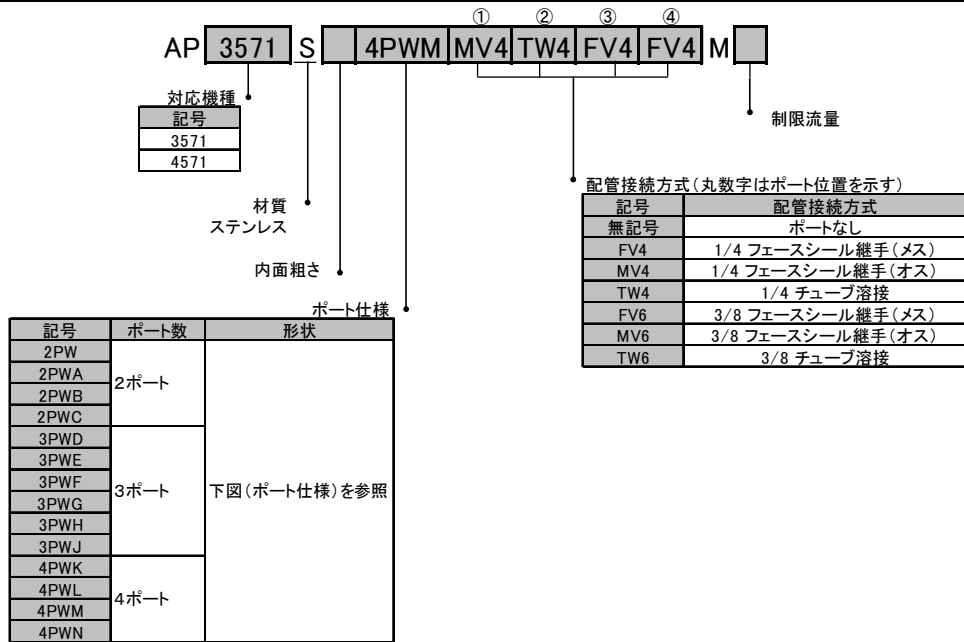 ① ② ③ ④
AP 3571 S 4PWM MV4 TW4 FV4 FV4 M
対応機種
記号
3571
4571
制限流量
材質
ステンレス
内面粗さ
配管接続方式(丸数字はポート位置を示す)
記号 配管接続方式
無記号 ポートなし
FV4 1/4 フェースシール継手(メス)
MV4 1/4 フェースシール継手(オス)
TW4 1/4 チューブ溶接
FV6 3/8 フェースシール継手(メス)
MV6 3/8 フェースシール継手(オス)
TW6 3/8 チューブ溶接
ポート仕様
記号 ポート数 形状
2PW
2PWA
2PWB
2PWC
2ポート
3PWD
3PWE
3PWF
3PWG
3PWH
3PWJ
3ポート
下図(ポート仕様)を参照
4PWK
4PWL
4PWM
4PWN
4ポート